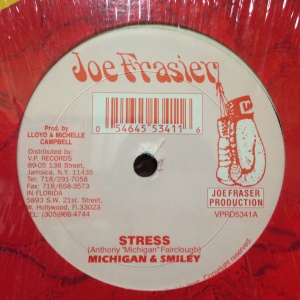 Joe Frasier
0 54645 53411 6
Prod. by
LLOYD & MICHELLE
CAMPBELL
Distributed by:
V.P. RECORDS
89-05 138 Street,
Jamaica, N.Y. 11435
Tel: 718/291-7058
Fax: 718/658-3573
IN FLORIDA
5893 S.W. 21st. Street,
W. Hollywood, Fl.33023
TEL: (305)966-4744
JOE FRASER
PRODUCTION
VPRD5341A
STRESS
(Anthony "Michigan" Fairclough)
MICHIGAN & SMILEY